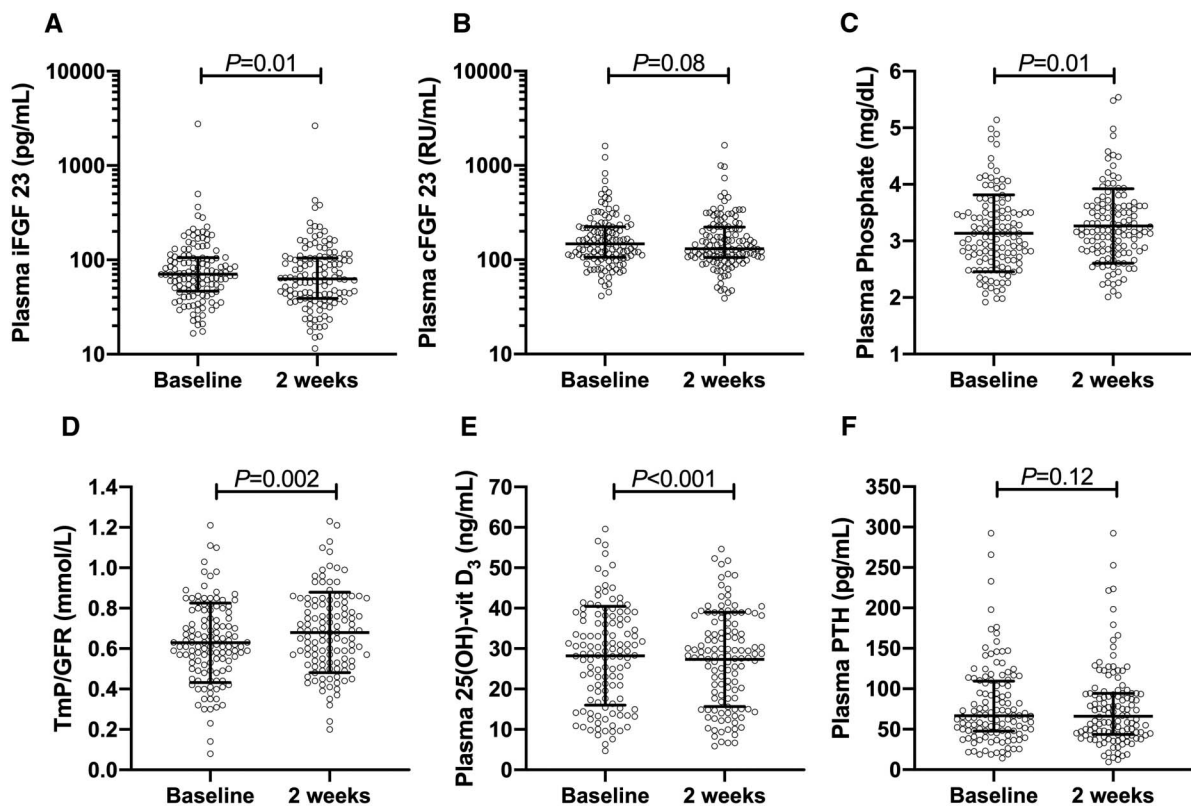 A
P=0.01
Plasma iFGF 23 (pg/mL)
10000
1000
100
10
Baseline
2 weeks
B
P=0.08
Plasma cFGF 23 (RU/mL)
10000
1000
100
10
Baseline
2 weeks
C
P=0.01
Plasma Phosphate (mg/dL)
6
5
4
3
2
1
Baseline
2 weeks
D
P=0.002
TmP/GFR (mmol/L)
1.4
1.2
1.0
0.8
0.6
0.4
0.2
0.0
Baseline
2 weeks
E
P<0.001
Plasma 25(OH)-vit D3 (ng/mL)
70
60
50
40
30
20
10
0
Baseline
2 weeks
F
P=0.12
Plasma PTH (pg/mL)
350
300
250
200
150
100
50
0
Baseline
2 weeks